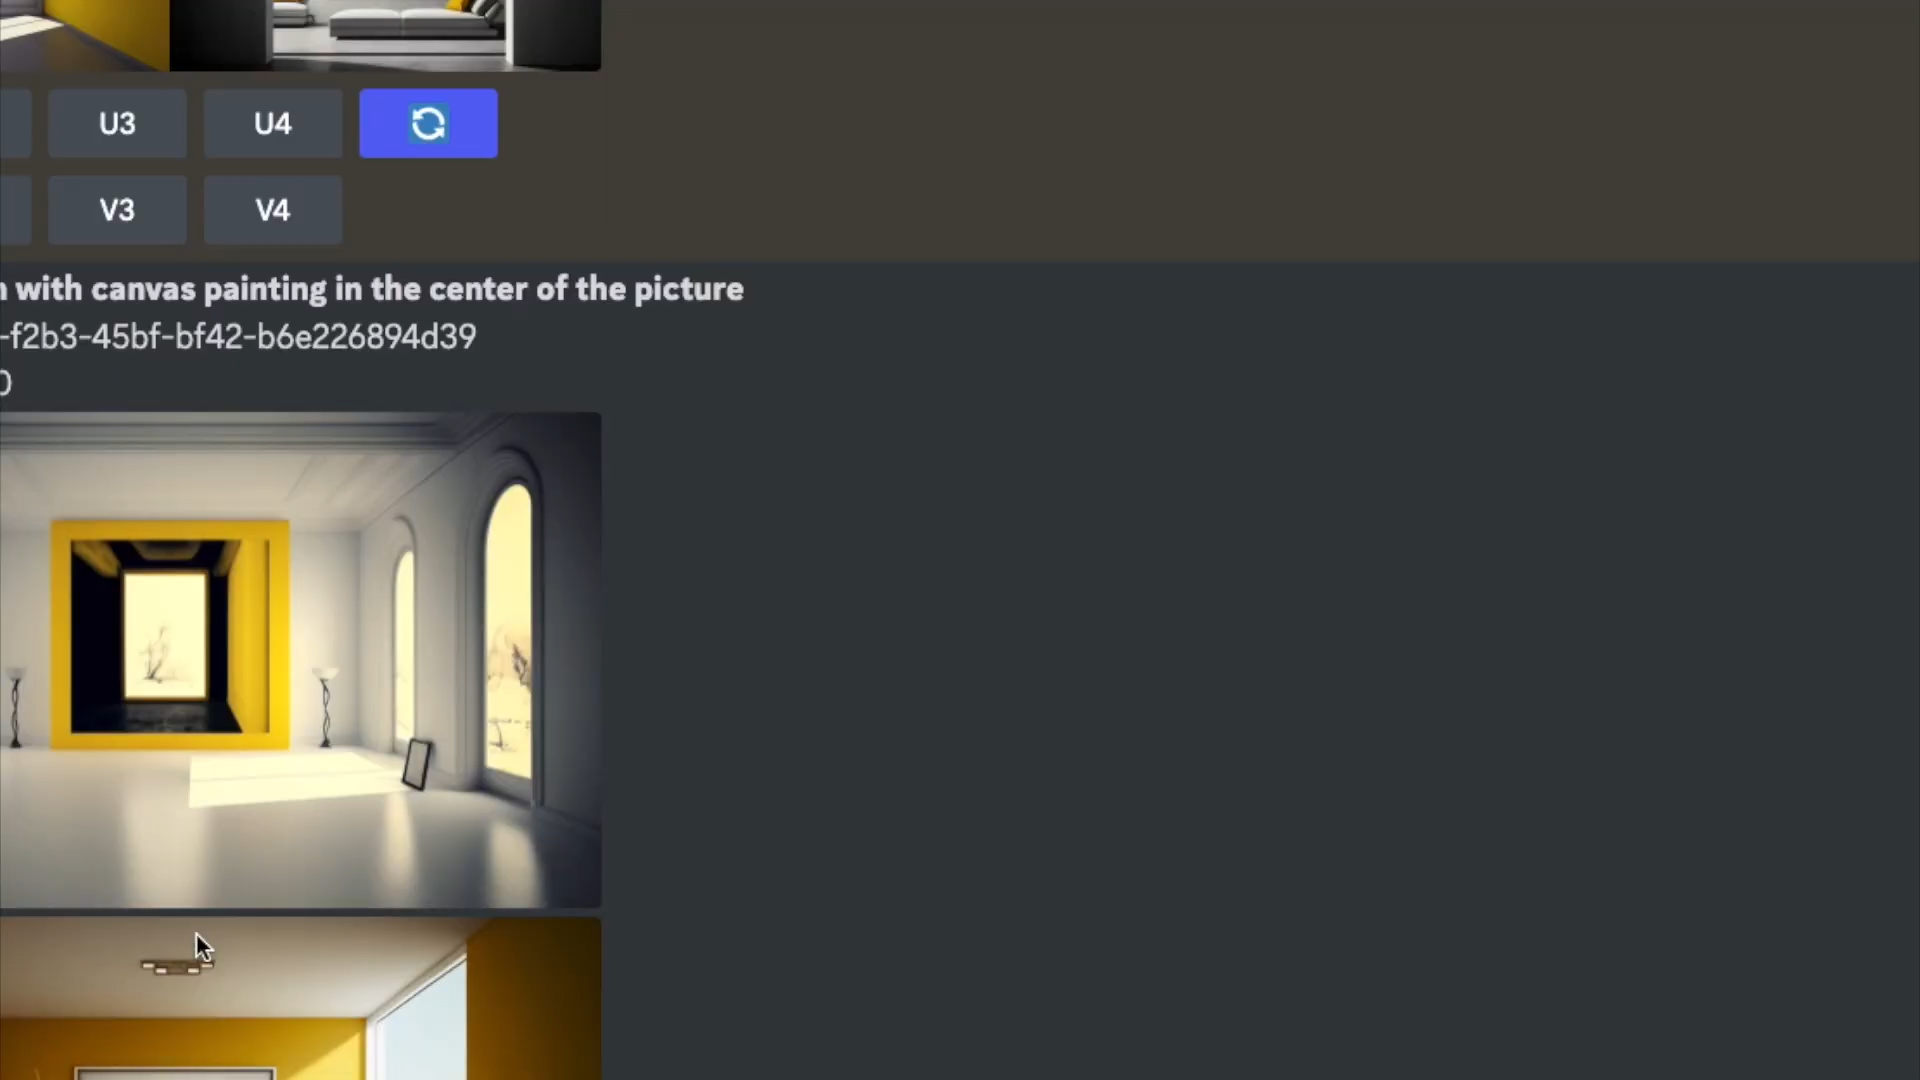 U3 U4
V3 V4
with canvas painting in the center of the picture
-f2b3-45bf-bf42-b6e226894d39